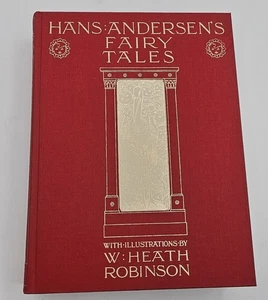 HANS:ANDERSEN'S
FAIRY
TALES
WITH·ILLUSTRATIONS·BY
W:HEATH
ROBINSON